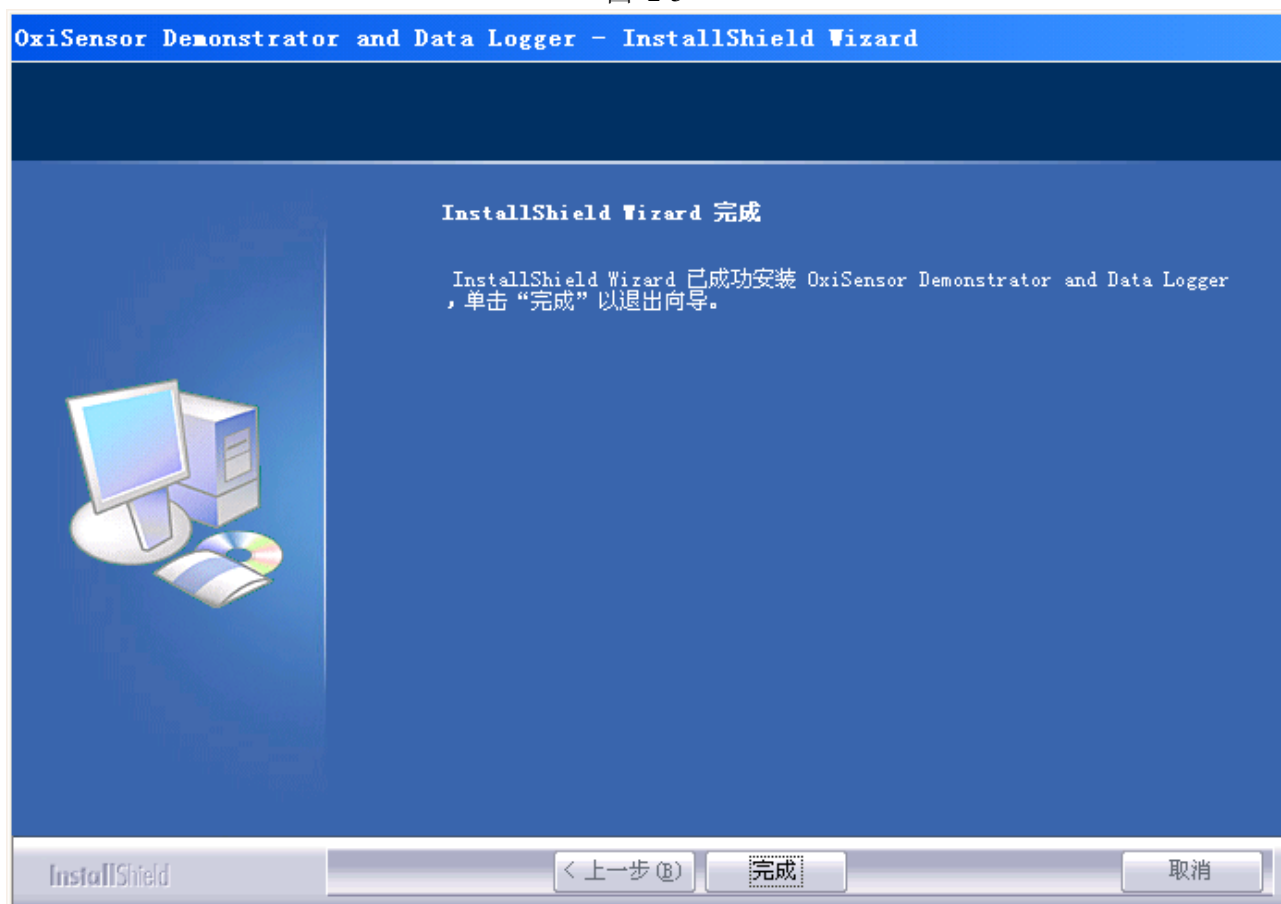 OxiSensor Demonstrator and Data Logger - InstallShield Wizard
InstallShield Wizard 完成
InstallShield Wizard 已成功安装 OxiSensor Demonstrator and Data Logger
，单击“完成”以退出向导。
InstallShield
< 上一步(B)
完成
取消